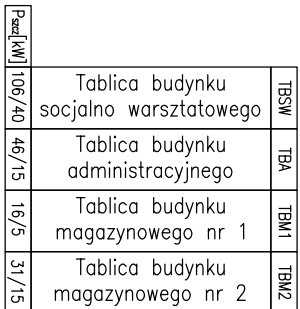 Pszcz[kW]
106/40
Tablica budynku
socjalno warsztatowego
TBSW
46/15
Tablica budynku
administracyjnego
TBA
16/5
Tablica budynku
magazynowego nr 1
TBM1
31/15
Tablica budynku
magazynowego nr 2
TBM2